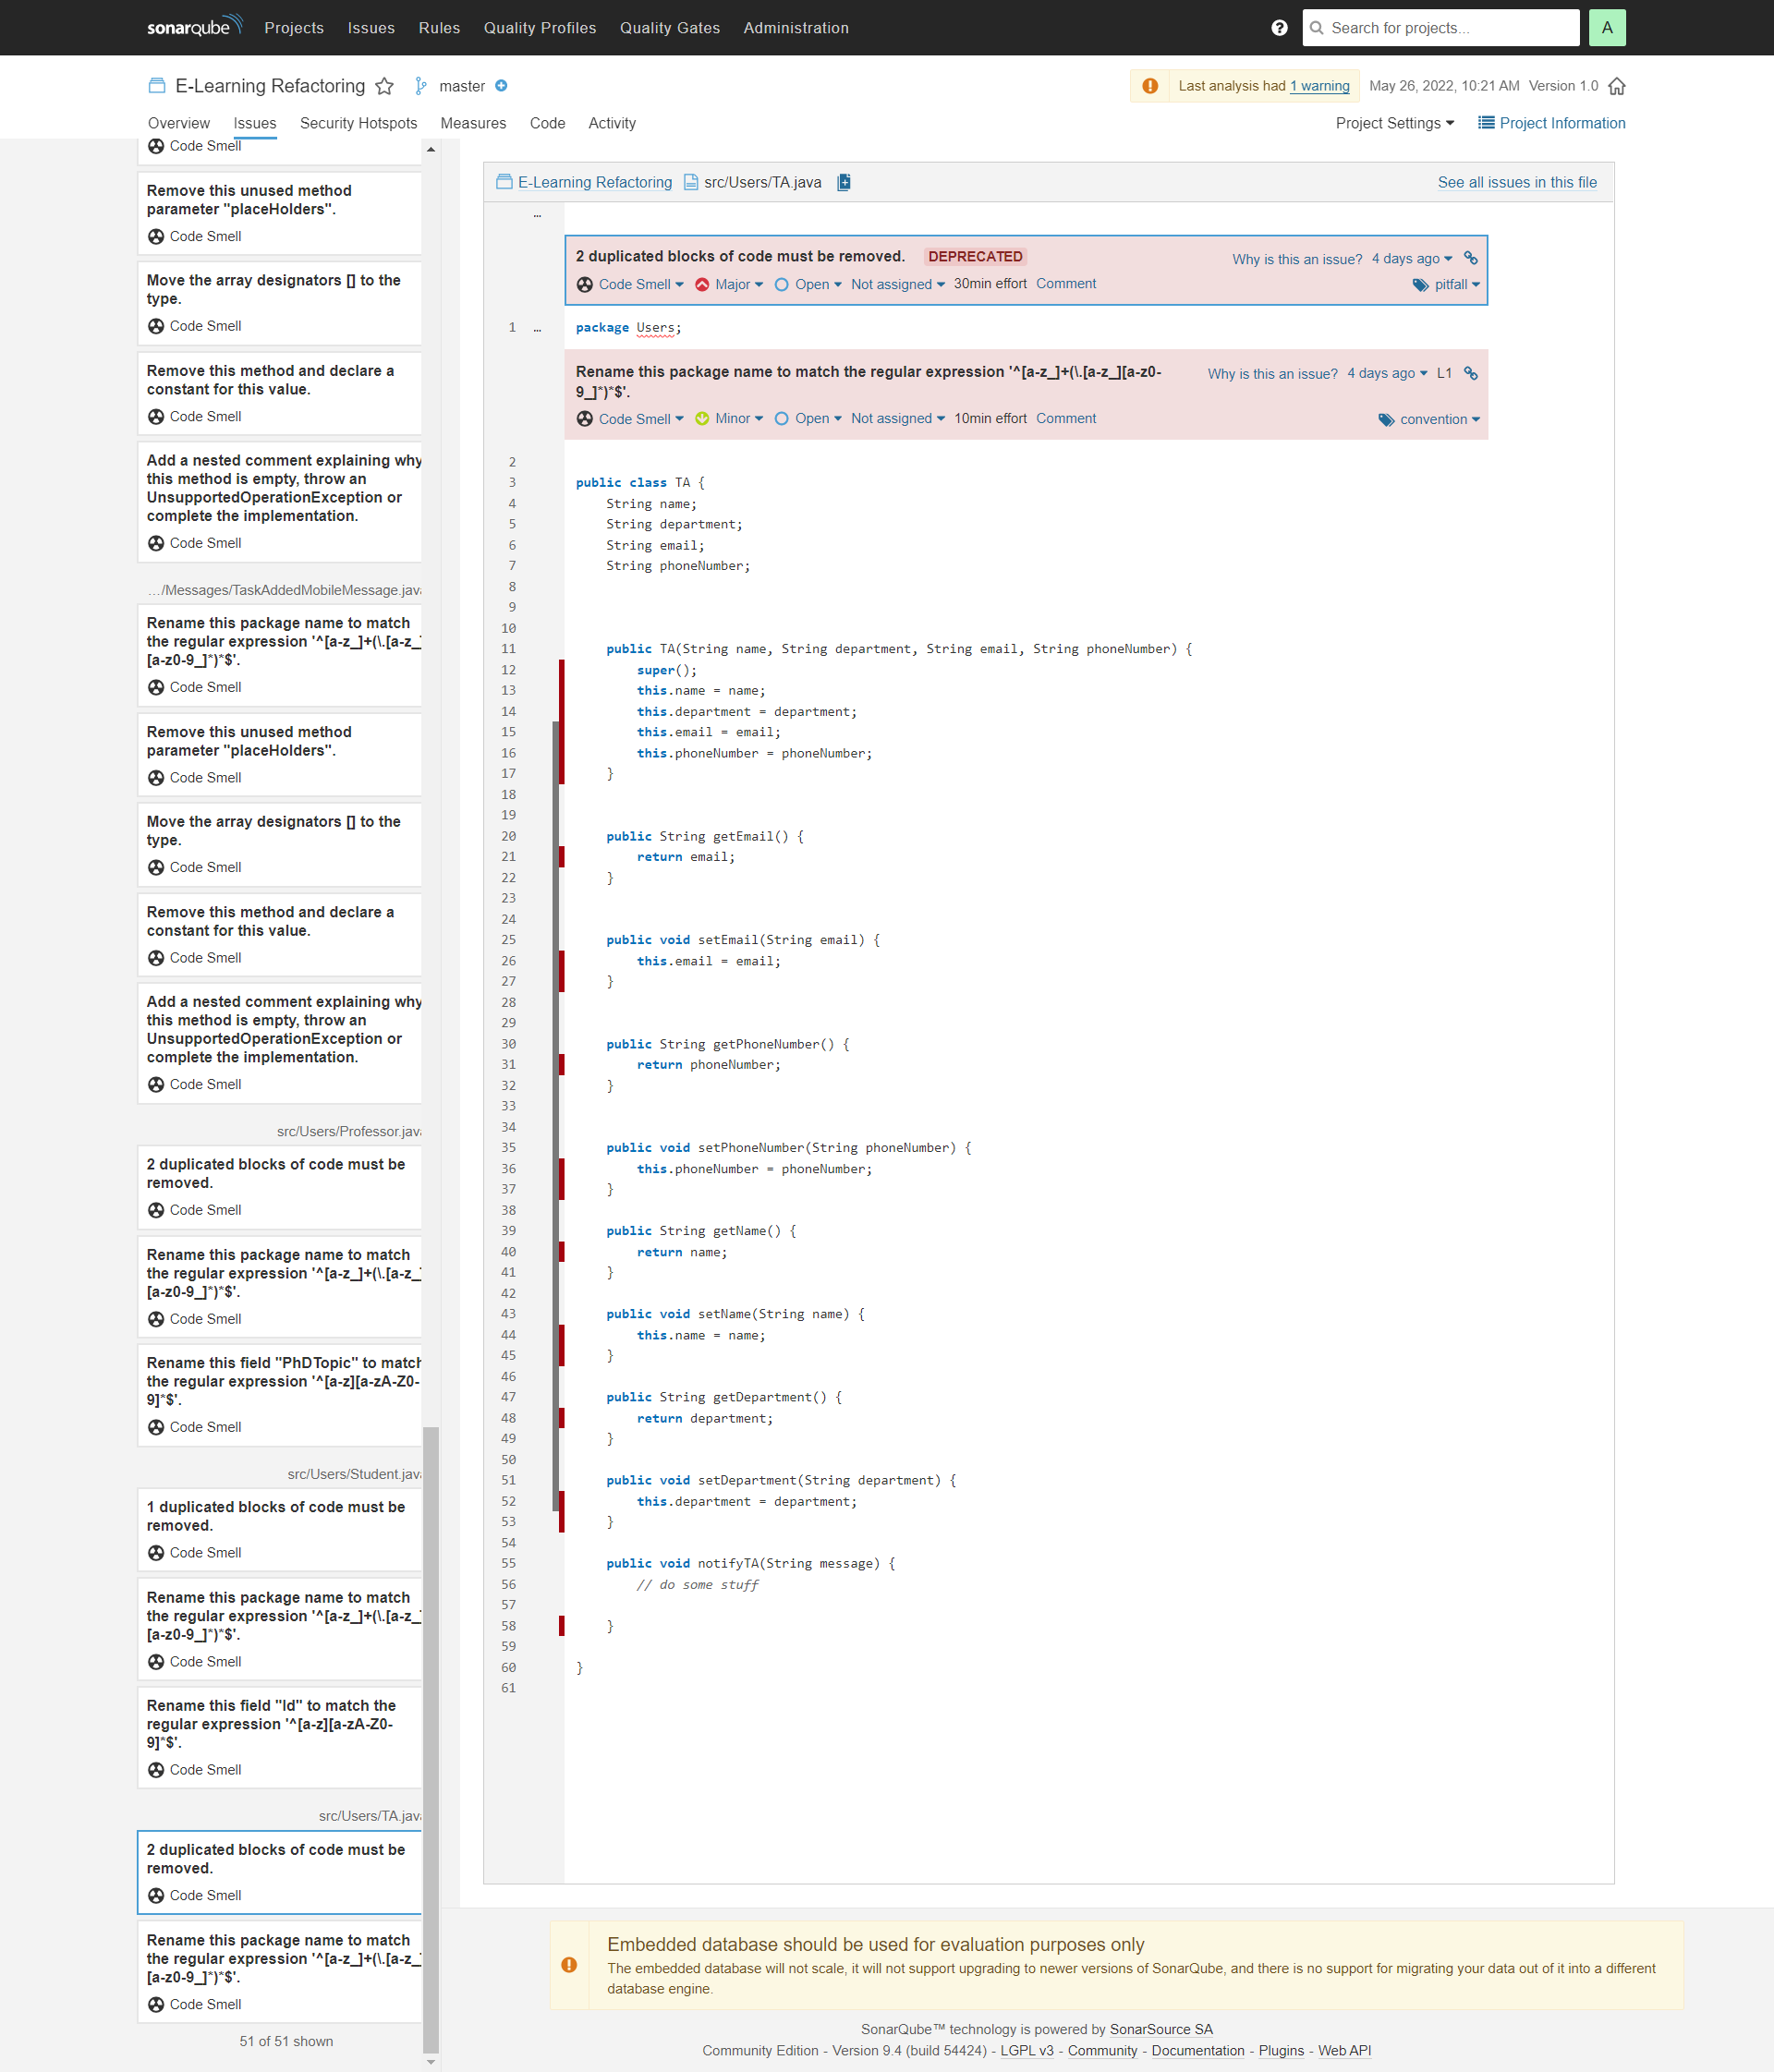 sonarqube Projects Issues Rules Quality Profiles Quality Gates Administration Search for projects... A
E-Learning Refactoring master Last analysis had 1 warning May 26, 2022, 10:21 AM Version 1.0
Overview Issues Security Hotspots Measures Code Activity Project Settings Project Information
Code Smell
Remove this unused method
parameter "placeHolders".
Code Smell
Move the array designators [] to the
type.
Code Smell
Remove this method and declare a
constant for this value.
Code Smell
Add a nested comment explaining why
this method is empty, throw an
UnsupportedOperationException or
complete the implementation.
Code Smell
…/Messages/TaskAddedMobileMessage.java
Rename this package name to match
the regular expression '^[a-z_]+(\.[a-z_]
[a-z0-9_]*)*$'.
Code Smell
Remove this unused method
parameter "placeHolders".
Code Smell
Move the array designators [] to the
type.
Code Smell
Remove this method and declare a
constant for this value.
Code Smell
Add a nested comment explaining why
this method is empty, throw an
UnsupportedOperationException or
complete the implementation.
Code Smell
src/Users/Professor.java
2 duplicated blocks of code must be
removed.
Code Smell
Rename this package name to match
the regular expression '^[a-z_]+(\.[a-z_]
[a-z0-9_]*)*$'.
Code Smell
Rename this field "PhDTopic" to match
the regular expression '^[a-z][a-zA-Z0-
9]*$'.
Code Smell
src/Users/Student.java
1 duplicated blocks of code must be
removed.
Code Smell
Rename this package name to match
the regular expression '^[a-z_]+(\.[a-z_]
[a-z0-9_]*)*$'.
Code Smell
Rename this field "Id" to match the
regular expression '^[a-z][a-zA-Z0-
9]*$'.
Code Smell
src/Users/TA.java
2 duplicated blocks of code must be
removed.
Code Smell
Rename this package name to match
the regular expression '^[a-z_]+(\.[a-z_]
[a-z0-9_]*)*$'.
Code Smell
51 of 51 shown
E-Learning Refactoring src/Users/TA.java See all issues in this file
…
2 duplicated blocks of code must be removed. DEPRECATED Why is this an issue? 4 days ago
Code Smell Major Open Not assigned 30min effort Comment pitfall
1 … package Users;
Rename this package name to match the regular expression '^[a-z_]+(\.[a-z_][a-z0- Why is this an issue? 4 days ago L1
9_]*)*$'.
Code Smell Minor Open Not assigned 10min effort Comment convention
2
3 public class TA {
4 String name;
5 String department;
6 String email;
7 String phoneNumber;
8
9
10
11 public TA(String name, String department, String email, String phoneNumber) {
12 super();
13 this.name = name;
14 this.department = department;
15 this.email = email;
16 this.phoneNumber = phoneNumber;
17 }
18
19
20 public String getEmail() {
21 return email;
22 }
23
24
25 public void setEmail(String email) {
26 this.email = email;
27 }
28
29
30 public String getPhoneNumber() {
31 return phoneNumber;
32 }
33
34
35 public void setPhoneNumber(String phoneNumber) {
36 this.phoneNumber = phoneNumber;
37 }
38
39 public String getName() {
40 return name;
41 }
42
43 public void setName(String name) {
44 this.name = name;
45 }
46
47 public String getDepartment() {
48 return department;
49 }
50
51 public void setDepartment(String department) {
52 this.department = department;
53 }
54
55 public void notifyTA(String message) {
56 // do some stuff
57
58 }
59
60 }
61
Embedded database should be used for evaluation purposes only
The embedded database will not scale, it will not support upgrading to newer versions of SonarQube, and there is no support for migrating your data out of it into a different
database engine.
SonarQube™ technology is powered by SonarSource SA
Community Edition - Version 9.4 (build 54424) - LGPL v3 - Community - Documentation - Plugins - Web API